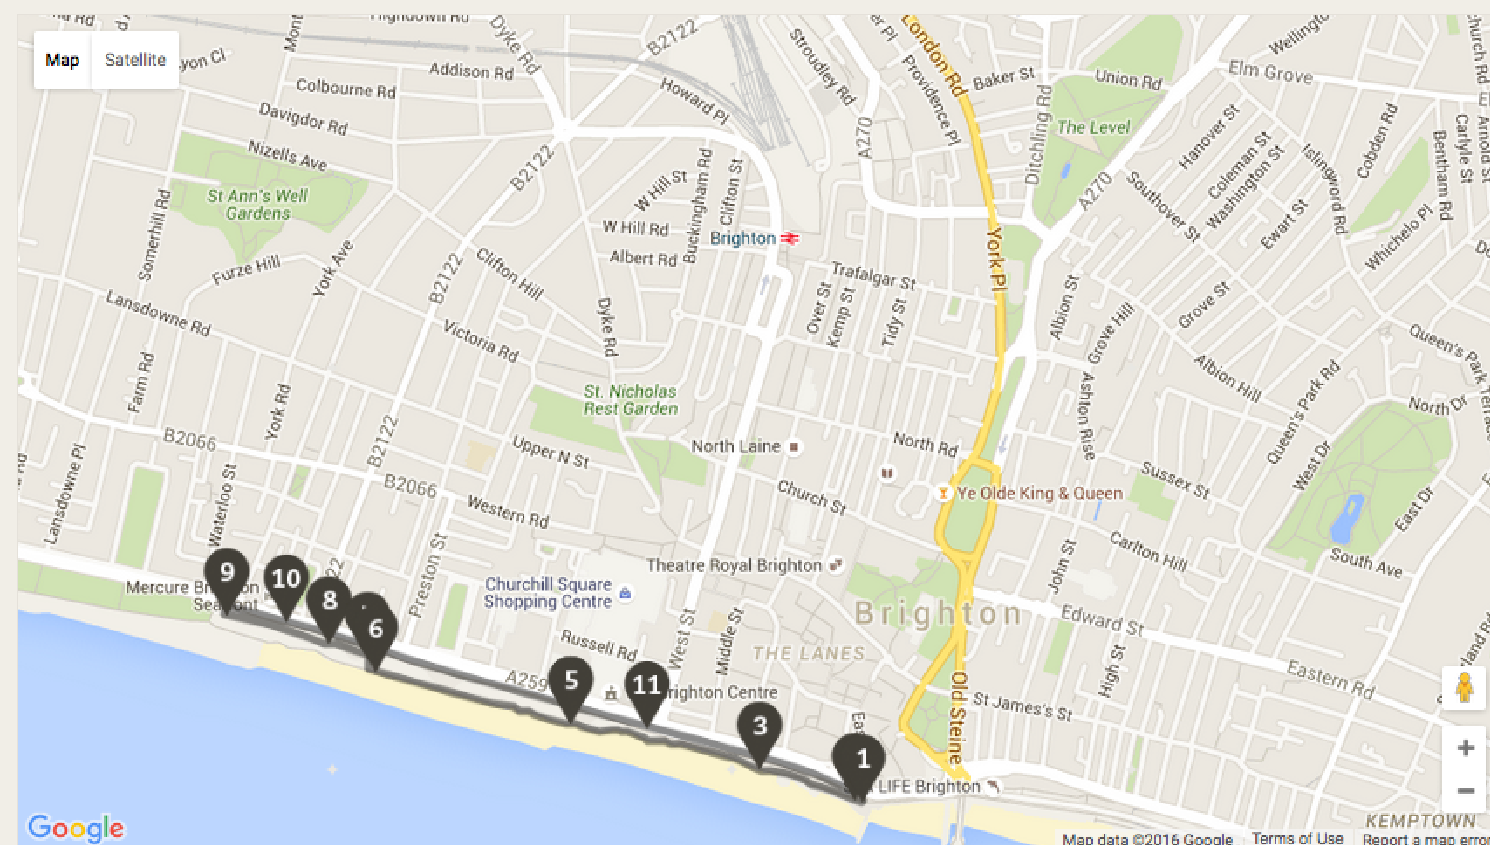 Map
Satellite
Dyke Rd
B2122
Stroudley Rd
Providence Pl
London Rd
Baker St
Union Rd
Elm Grove
Addison Rd
Colbourne Rd
Howard Pl
Davigdor Rd
Nizells Ave
The Level
Hanover St
Coleman St
Washington St
Islingword Rd
Cobden Rd
Bentham Rd
Carlyle St
Arnold St
A270
Ditchling Rd
A270
B2122
St Ann's Well
Gardens
Somerhill Rd
W Hill St
Buckingham Rd
Clifton St
W Hill Rd
Albert Rd
Brighton
York Pl
Southover St
Ewart St
Whichelo Pl
Furze Hill
York Ave
B2122
Clifton Hill
Trafalgar St
Over St
Kemp St
Tidy St
Albion St
Grove Hill
Grove St
Lansdowne Rd
Victoria Rd
Dyke Rd
Albion Hill
Queen's Park Rd
Queen's Park Terrace
Farm Rd
York Rd
St. Nicholas
Rest Garden
Ashton Rise
North Dr
B2066
B2122
Upper N St
North Laine
North Rd
West Dr
Sussex St
East Dr
Lansdowne Pl
Waterloo St
B2066
Western Rd
Church St
Ye Olde King & Queen
Carlton Hill
South Ave
Preston St
Theatre Royal Brighton
John St
9
10
8
6
Churchill Square
Shopping Centre
Brighton
Edward St
Russell Rd
West St
Middle St
THE LANES
High St
Eastern Rd
A259
5
11
Brighton Centre
3
1
Old Steine
St James's St
LIFE Brighton
KEMPTOWN
Google
Map data ©2016 Google
Terms of Use
Report a map error